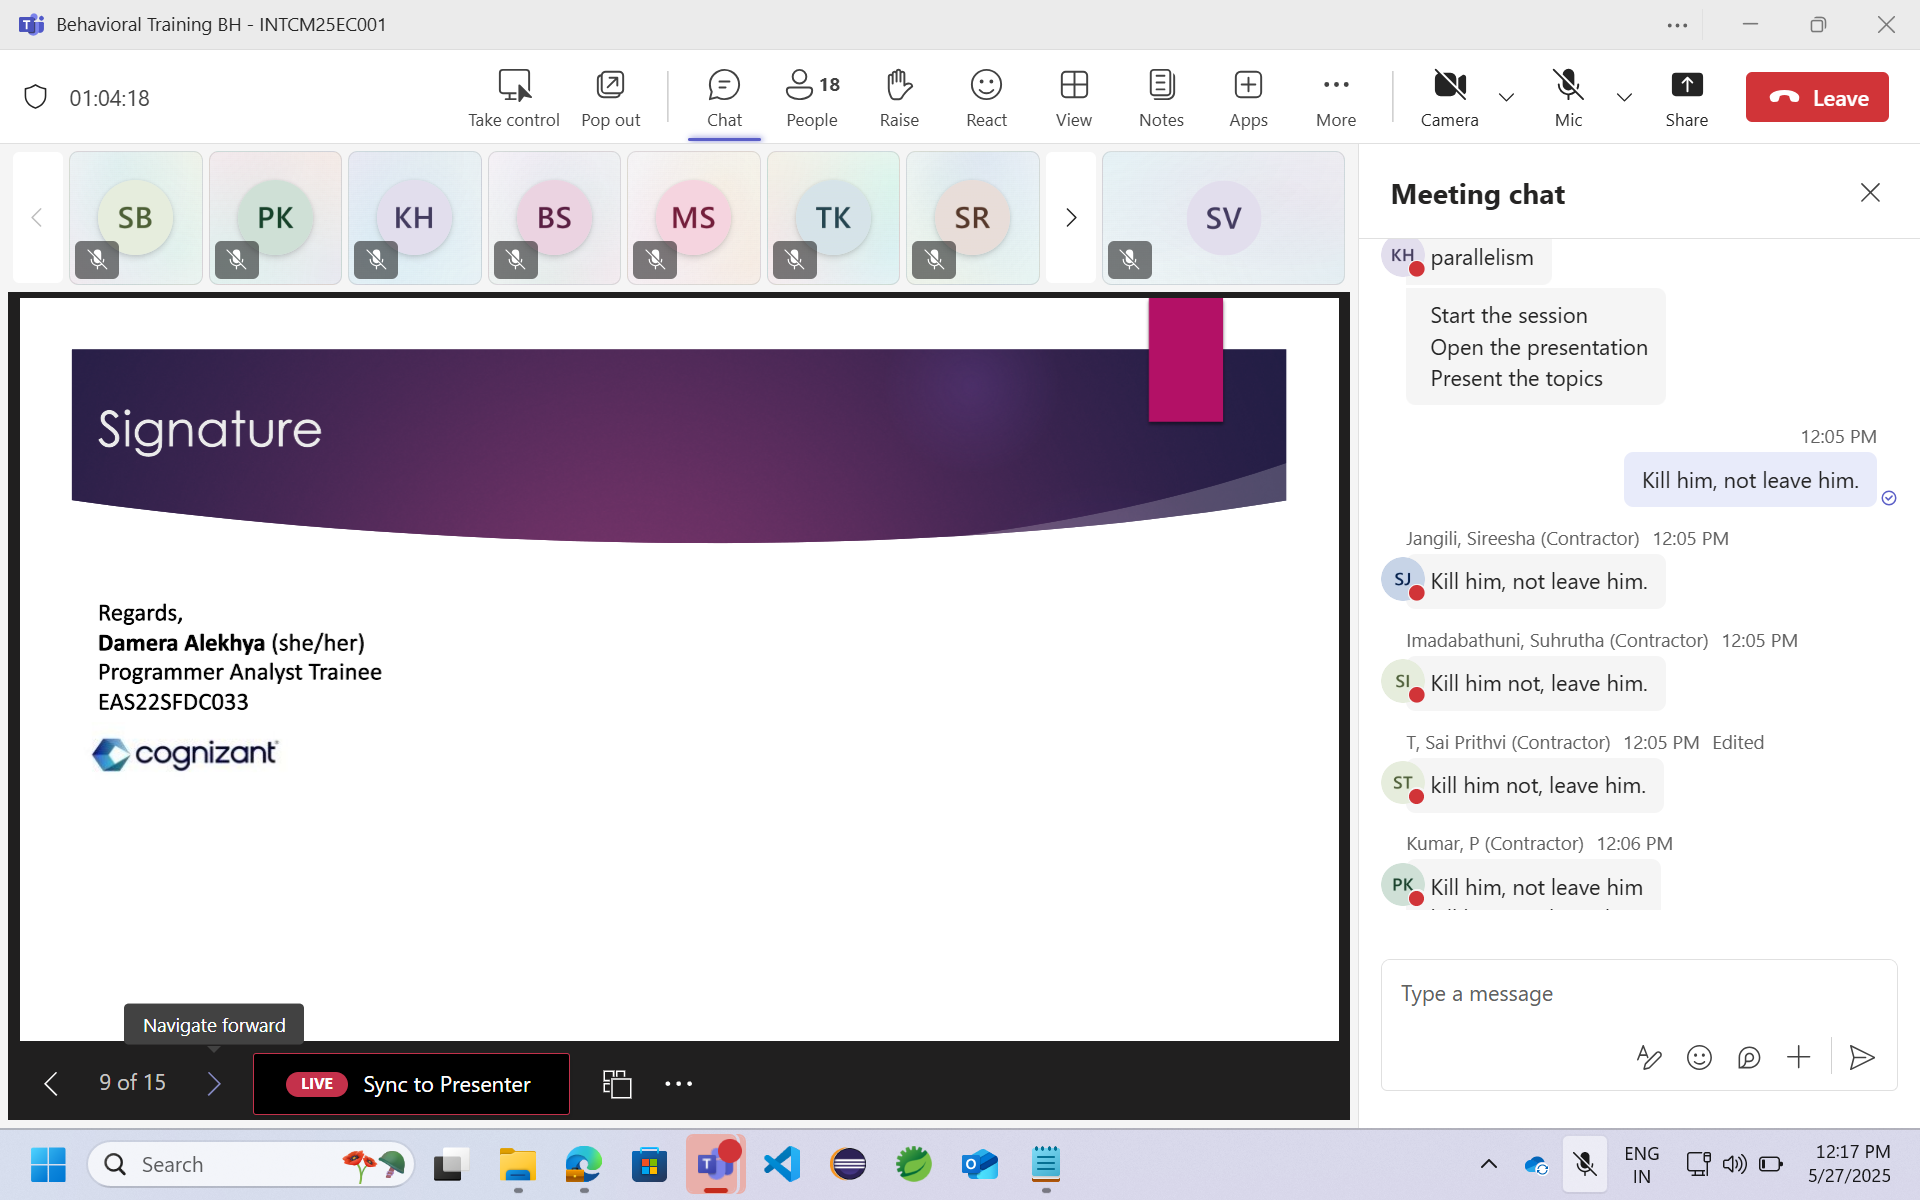 Behavioral Training BH - INTCM25EC001
01:04:18
Take control
Pop out
Chat
18
People
Raise
React
View
Notes
Apps
More
Camera
Mic
Share
Leave
SB
PK
KH
BS
MS
TK
SR
SV
Signature
Regards,
Damera Alekhya (she/her)
Programmer Analyst Trainee
EAS22SFDC033
cognizant
Navigate forward
9 of 15
LIVE Sync to Presenter
Meeting chat
KH parallelism
Start the session
Open the presentation
Present the topics
12:05 PM
Kill him, not leave him.
Jangili, Sireesha (Contractor) 12:05 PM
SJ Kill him, not leave him.
Imadabathuni, Suhrutha (Contractor) 12:05 PM
SI Kill him not, leave him.
T, Sai Prithvi (Contractor) 12:05 PM Edited
ST kill him not, leave him.
Kumar, P (Contractor) 12:06 PM
PK Kill him, not leave him
Type a message
Search
ENG
IN
12:17 PM
5/27/2025